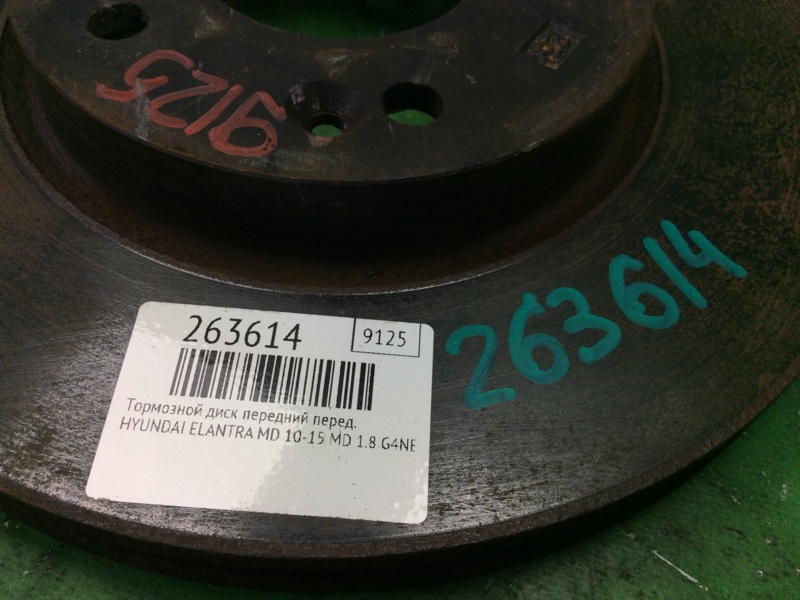 9125
263614
9125
Тормозной диск передний перед.
HYUNDAI ELANTRA MD 10-15 MD 1.8 G4NE
263614